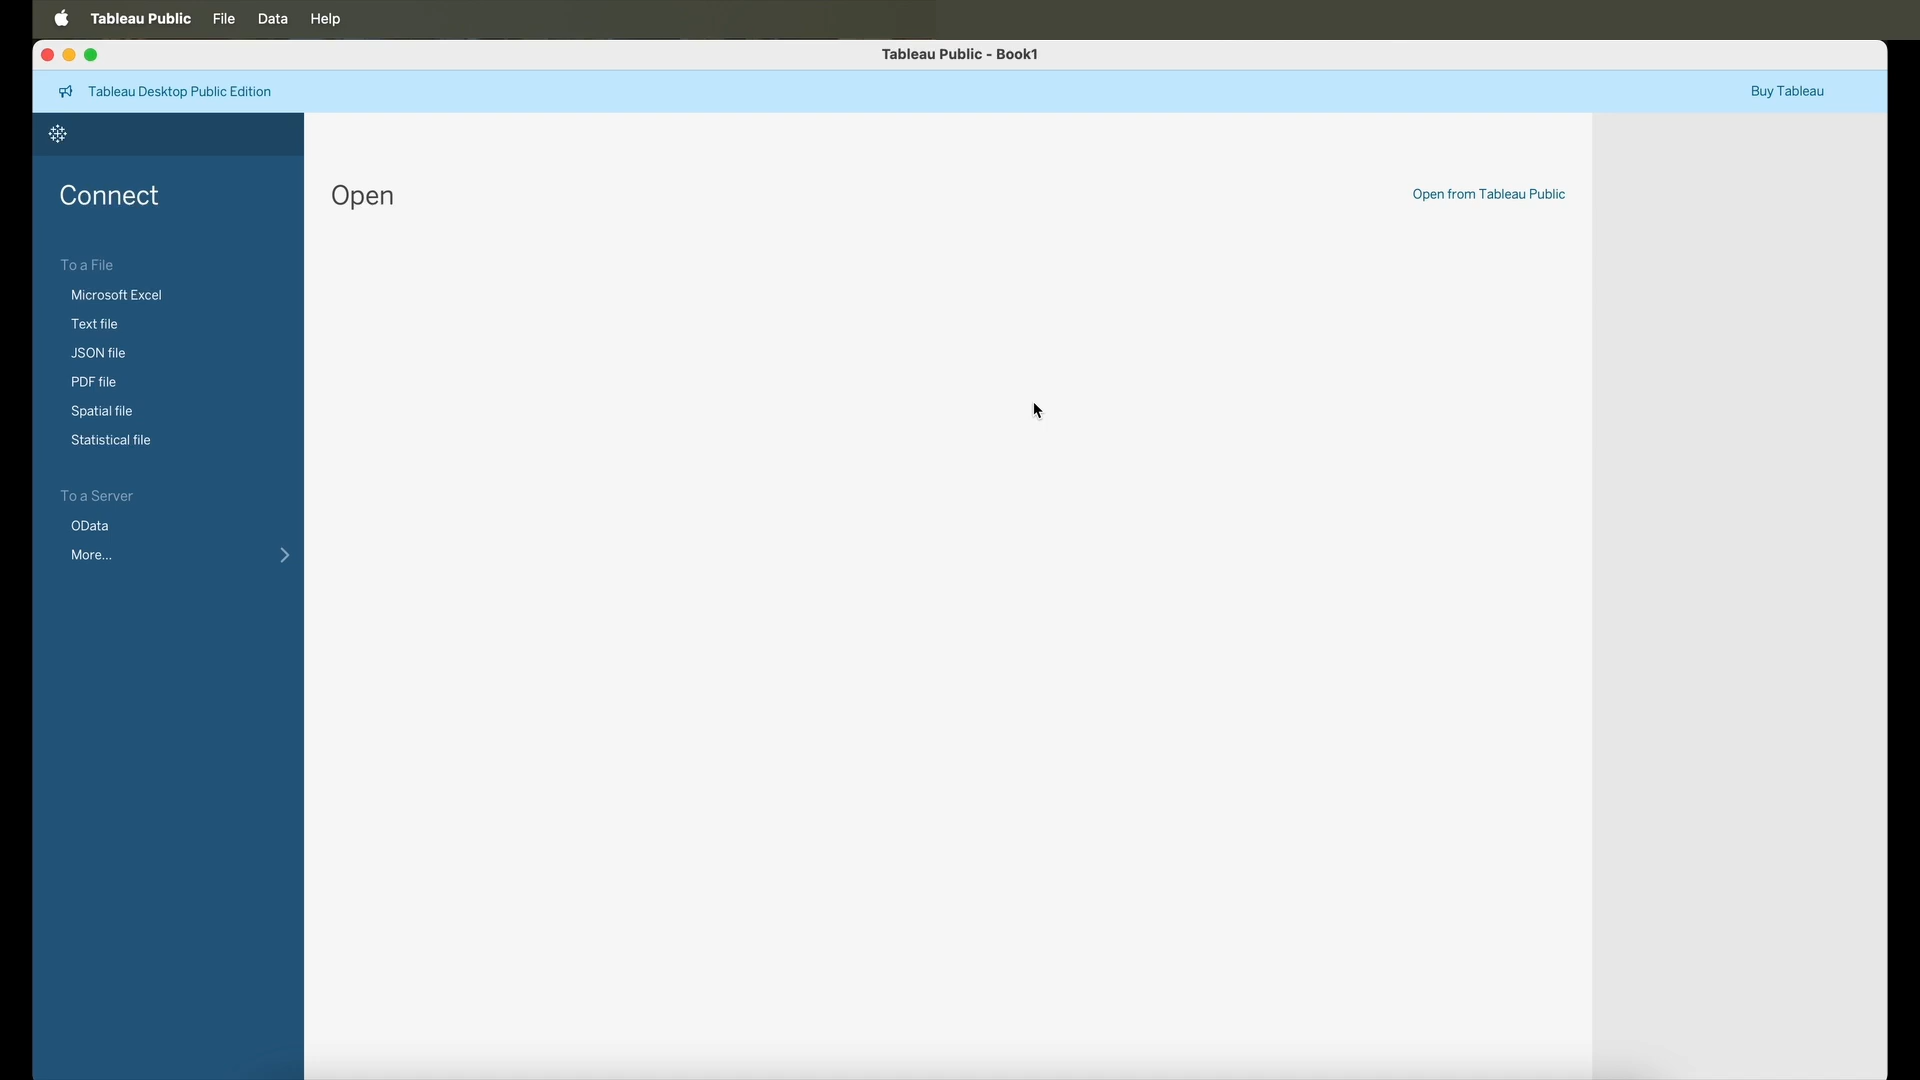 Tableau Public File Data Help
Tableau Public - Book1
Tableau Desktop Public Edition
Buy Tableau
Connect
Open
Open from Tableau Public
To a File
Microsoft Excel
Text file
JSON file
PDF file
Spatial file
Statistical file
To a Server
OData
More...